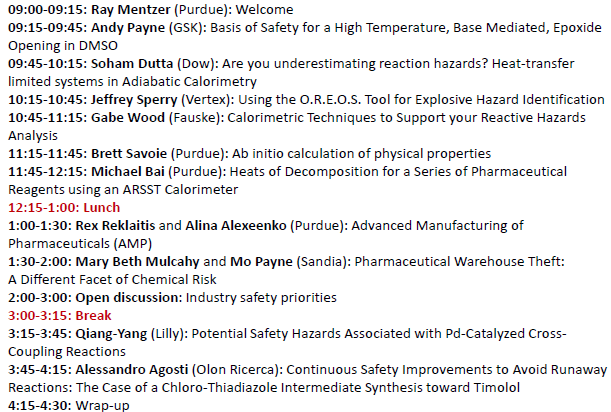 09:00-09:15: Ray Mentzer (Purdue): Welcome
09:15-09:45: Andy Payne (GSK): Basis of Safety for a High Temperature, Base Mediated, Epoxide
Opening in DMSO
09:45-10:15: Soham Dutta (Dow): Are you underestimating reaction hazards? Heat-transfer
limited systems in Adiabatic Calorimetry
10:15-10:45: Jeffrey Sperry (Vertex): Using the O.R.E.O.S. Tool for Explosive Hazard Identification
10:45-11:15: Gabe Wood (Fauske): Calorimetric Techniques to Support your Reactive Hazards
Analysis
11:15-11:45: Brett Savoie (Purdue): Ab initio calculation of physical properties
11:45-12:15: Michael Bai (Purdue): Heats of Decomposition for a Series of Pharmaceutical
Reagents using an ARSST Calorimeter
12:15-1:00: Lunch
1:00-1:30: Rex Reklaitis and Alina Alexeenko (Purdue): Advanced Manufacturing of
Pharmaceuticals (AMP)
1:30-2:00: Mary Beth Mulcahy and Mo Payne (Sandia): Pharmaceutical Warehouse Theft:
A Different Facet of Chemical Risk
2:00-3:00: Open discussion: Industry safety priorities
3:00-3:15: Break
3:15-3:45: Qiang-Yang (Lilly): Potential Safety Hazards Associated with Pd-Catalyzed Cross-
Coupling Reactions
3:45-4:15: Alessandro Agosti (Olon Ricerca): Continuous Safety Improvements to Avoid Runaway
Reactions: The Case of a Chloro-Thiadiazole Intermediate Synthesis toward Timolol
4:15-4:30: Wrap-up